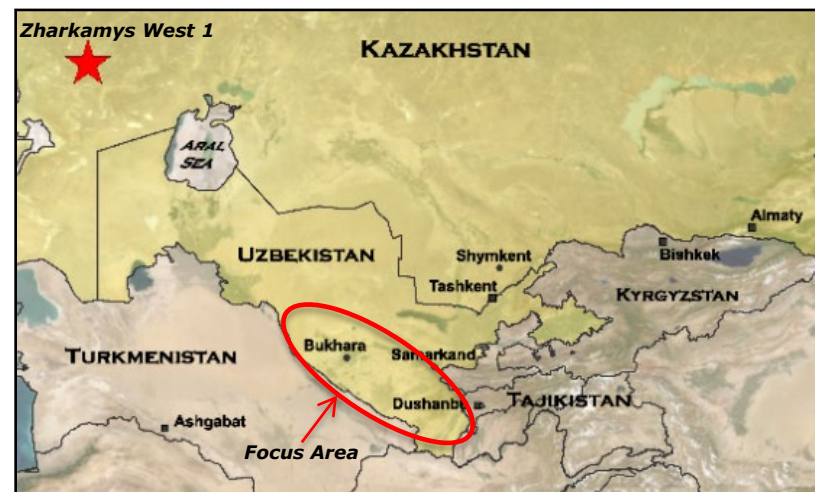 Zharkamys West 1
KAZAKHSTAN
ARAL
SEA
Almaty
UZBEKISTAN
Shymkent
Bishkek
Tashkent
KYRGYZSTAN
Bukhara
Samarkand
TURKMENISTAN
Dushanbe
TAJIKISTAN
Ashgabat
Focus Area